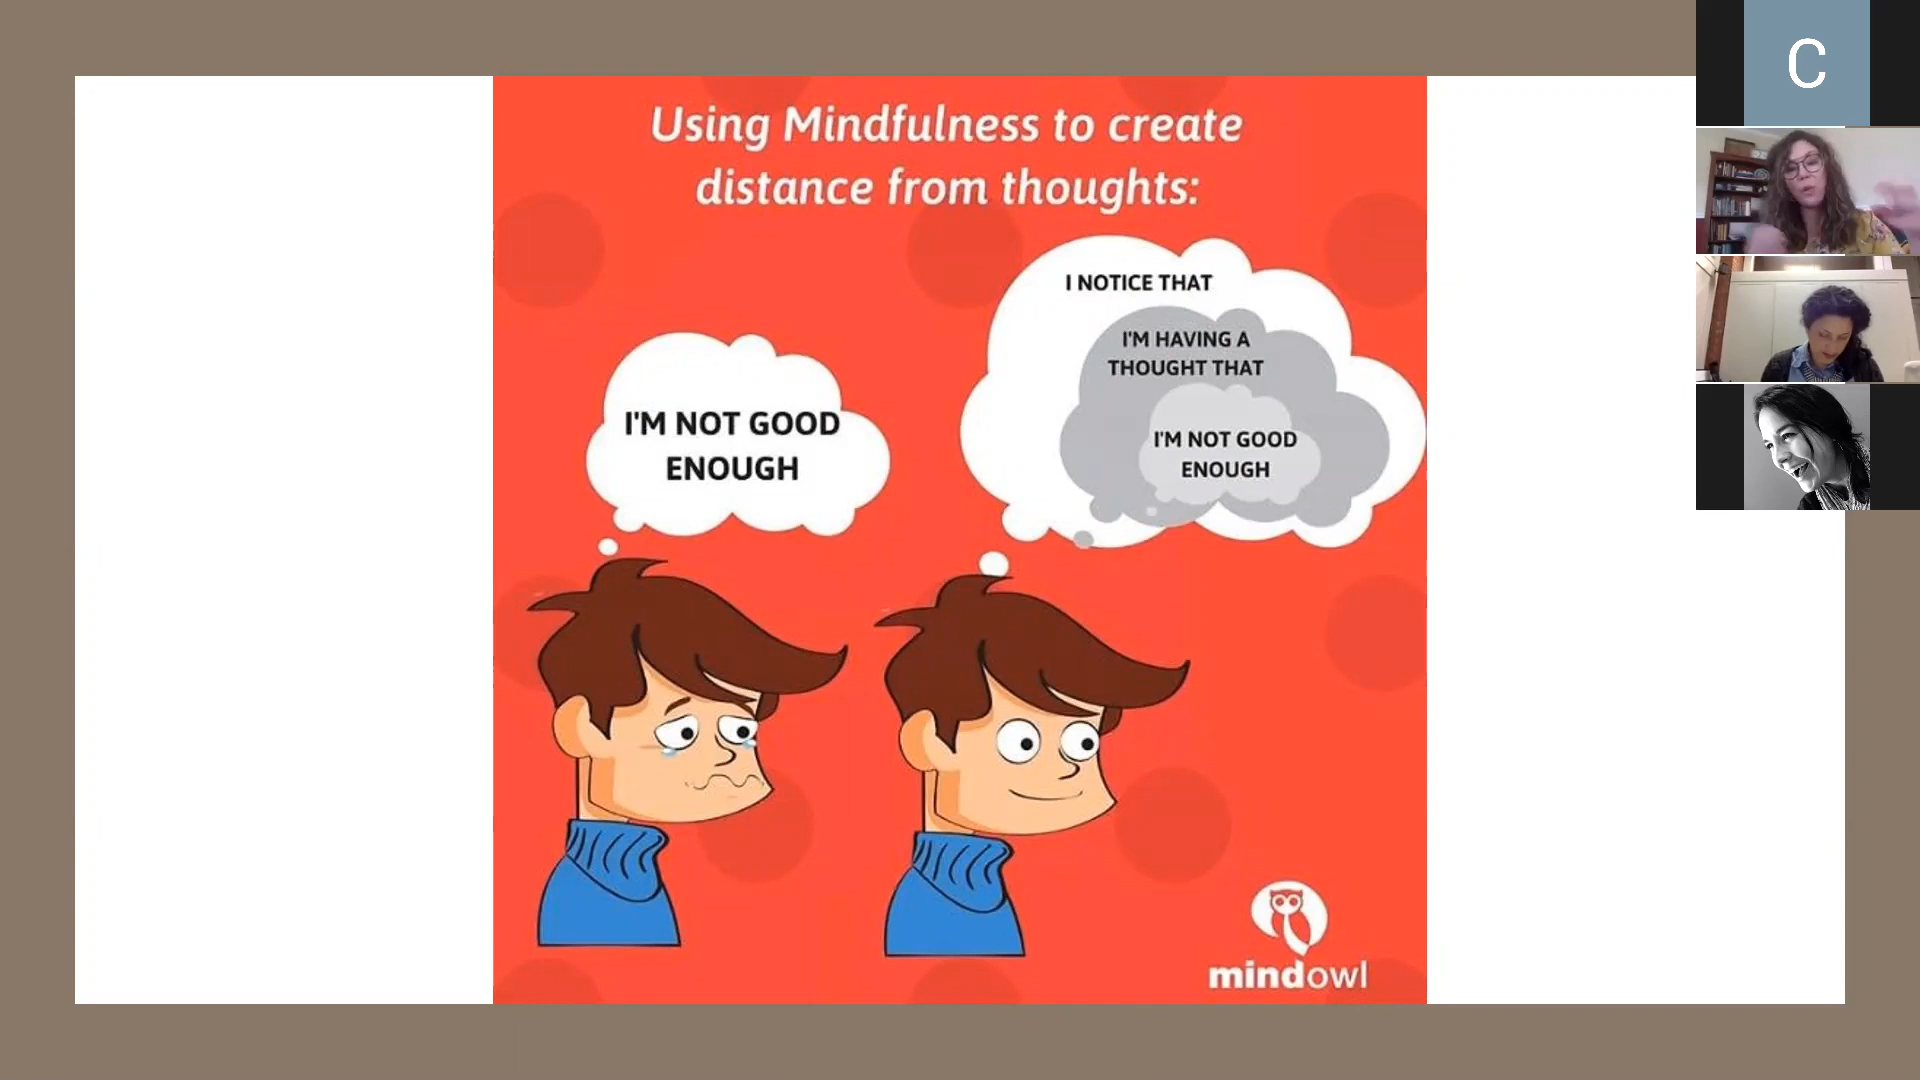 Using Mindfulness to create
distance from thoughts:
I'M NOT GOOD
ENOUGH
I NOTICE THAT
I'M HAVING A
THOUGHT THAT
I'M NOT GOOD
ENOUGH
mindowl
C